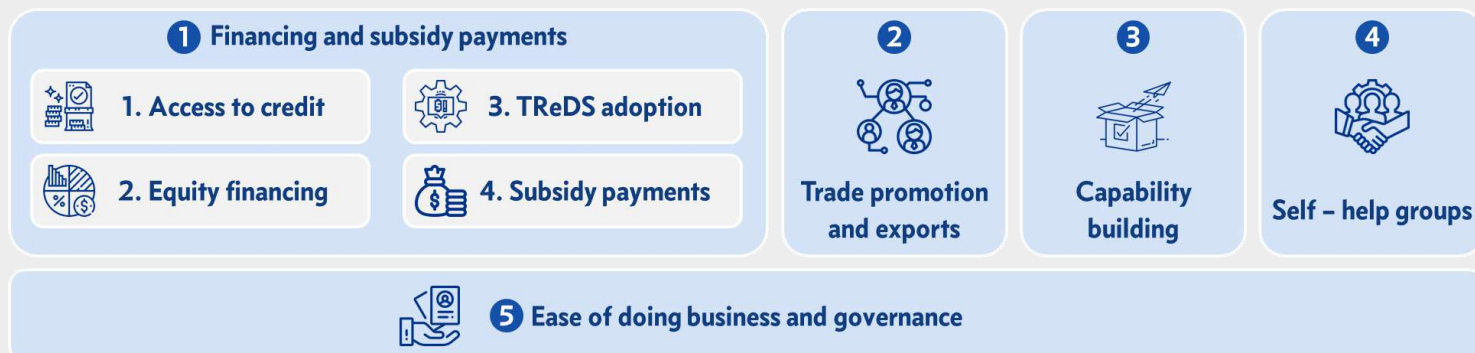 1 Financing and subsidy payments
1. Access to credit
2. Equity financing
3. TReDS adoption
4. Subsidy payments
2
Trade promotion
and exports
3
Capability
building
4
Self – help groups
5 Ease of doing business and governance